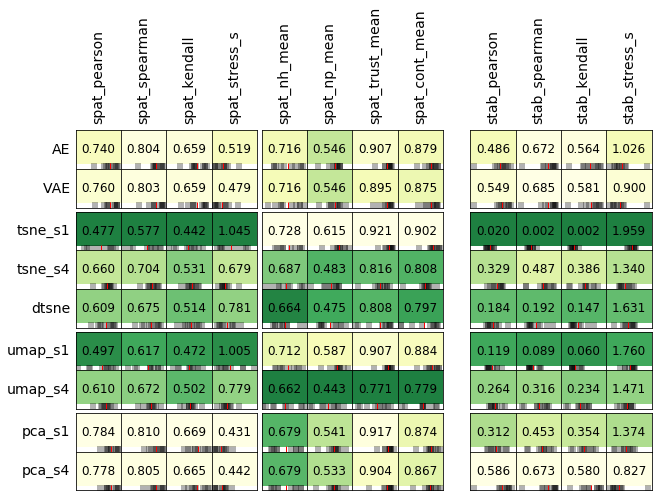 spat_pearson spat_spearman spat_kendall spat_stress_s spat_nh_mean spat_np_mean spat_trust_mean spat_cont_mean stab_pearson stab_spearman stab_kendall stab_stress_s
AE 0.740 0.804 0.659 0.519 0.716 0.546 0.907 0.879 0.486 0.672 0.564 1.026
VAE 0.760 0.803 0.659 0.479 0.716 0.546 0.895 0.875 0.549 0.685 0.581 0.900
tsne_s1 0.477 0.577 0.442 1.045 0.728 0.615 0.921 0.902 0.020 0.002 0.002 1.959
tsne_s4 0.660 0.704 0.531 0.679 0.687 0.483 0.816 0.808 0.329 0.487 0.386 1.340
dtsne 0.609 0.675 0.514 0.781 0.664 0.475 0.808 0.797 0.184 0.192 0.147 1.631
umap_s1 0.497 0.617 0.472 1.005 0.712 0.587 0.907 0.884 0.119 0.089 0.060 1.760
umap_s4 0.610 0.672 0.502 0.779 0.662 0.443 0.771 0.779 0.264 0.316 0.234 1.471
pca_s1 0.784 0.810 0.669 0.431 0.679 0.541 0.917 0.874 0.312 0.453 0.354 1.374
pca_s4 0.778 0.805 0.665 0.442 0.679 0.533 0.904 0.867 0.586 0.673 0.580 0.827